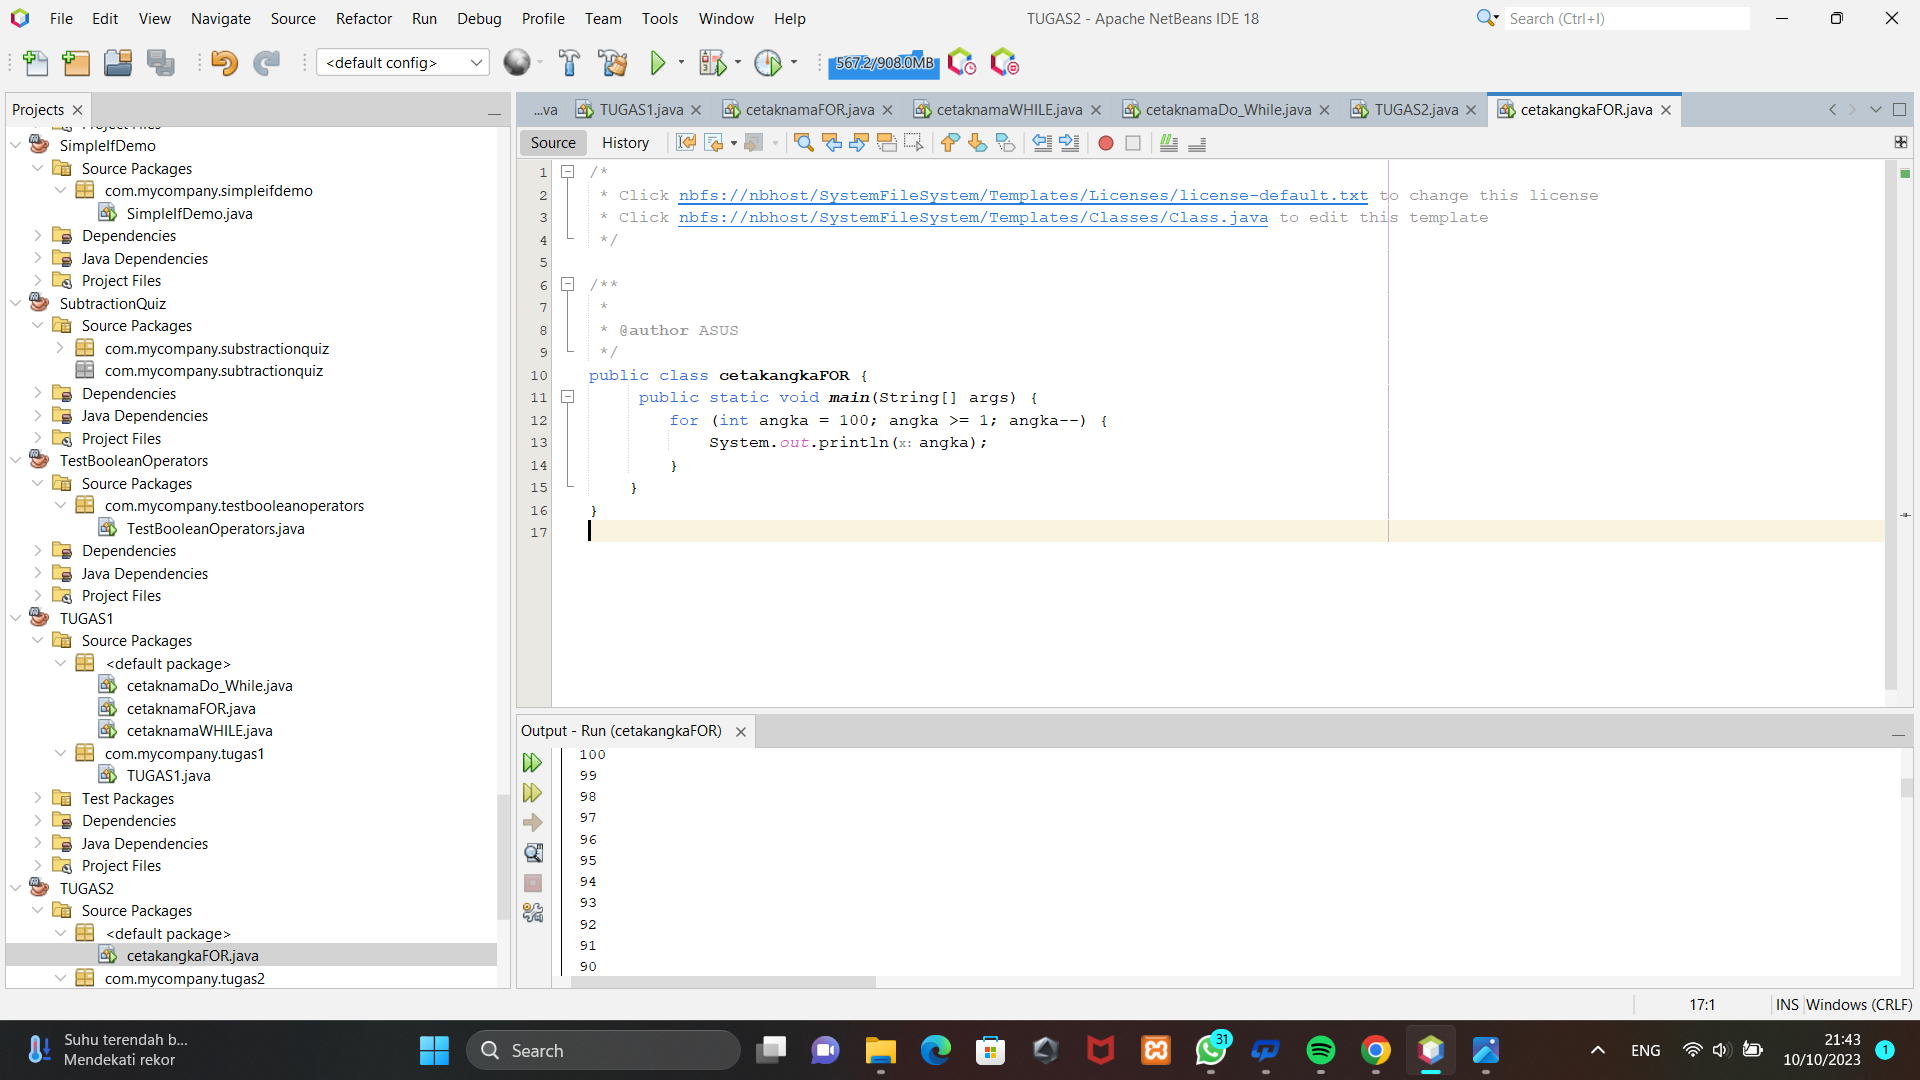 File Edit View Navigate Source Refactor Run Debug Profile Team Tools Window Help
TUGAS2 - Apache NetBeans IDE 18
Search (Ctrl+I)
<default config>
567.2/908.0MB
Projects
Project Files
SimpleIfDemo
Source Packages
com.mycompany.simpleifdemo
SimpleIfDemo.java
Dependencies
Java Dependencies
Project Files
SubtractionQuiz
Source Packages
com.mycompany.substractionquiz
com.mycompany.subtractionquiz
Dependencies
Java Dependencies
Project Files
TestBooleanOperators
Source Packages
com.mycompany.testbooleanoperators
TestBooleanOperators.java
Dependencies
Java Dependencies
Project Files
TUGAS1
Source Packages
<default package>
cetaknamaDo_While.java
cetaknamaFOR.java
cetaknamaWHILE.java
com.mycompany.tugas1
TUGAS1.java
Test Packages
Dependencies
Java Dependencies
Project Files
TUGAS2
Source Packages
<default package>
cetakangkaFOR.java
com.mycompany.tugas2
...va TUGAS1.java cetaknamaFOR.java cetaknamaWHILE.java cetaknamaDo_While.java TUGAS2.java cetakangkaFOR.java
Source History
1 /*
2 * Click nbfs://nbhost/SystemFileSystem/Templates/Licenses/license-default.txt to change this license
3 * Click nbfs://nbhost/SystemFileSystem/Templates/Classes/Class.java to edit this template
4 */
5
6 /**
7 *
8 * @author ASUS
9 */
10 public class cetakangkaFOR {
11 public static void main(String[] args) {
12 for (int angka = 100; angka >= 1; angka--) {
13 System.out.println(x: angka);
14 }
15 }
16 }
17
Output - Run (cetakangkaFOR)
100
99
98
97
96
95
94
93
92
91
90
17:1 INS Windows (CRLF)
Suhu terendah b...
Mendekati rekor
Search
31
ENG
21:43
10/10/2023
1